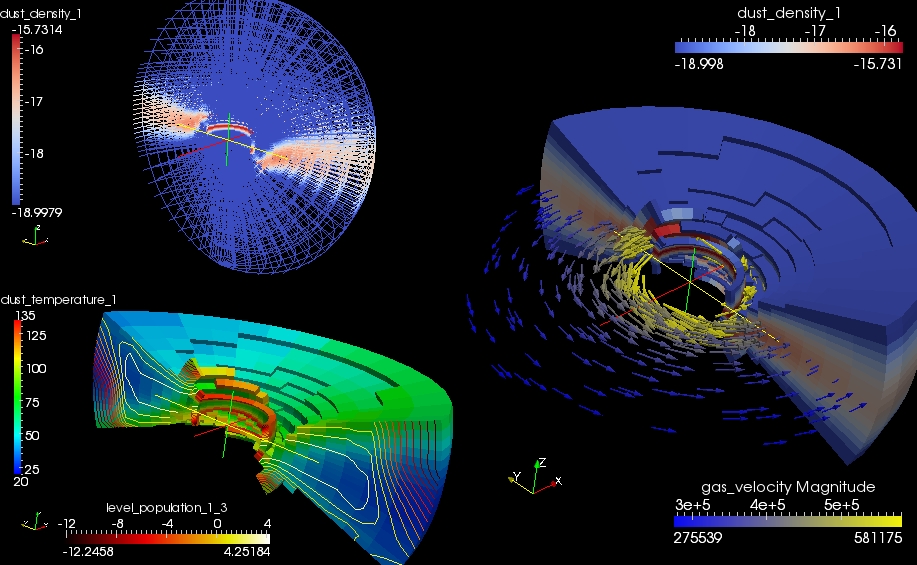 dust_density_1
-15.7314
-16
-17
-18
-18.9979
z
dust_density_1
-18 -17 -16
-18.998 -15.731
dust_temperature_1
135
125
100
75
50
25
20
level_population_1_3
-12 -8 -4 0 4
-12.2458 4.25184
Z
Y X
gas_velocity Magnitude
3e+5 4e+5 5e+5
275539 581175